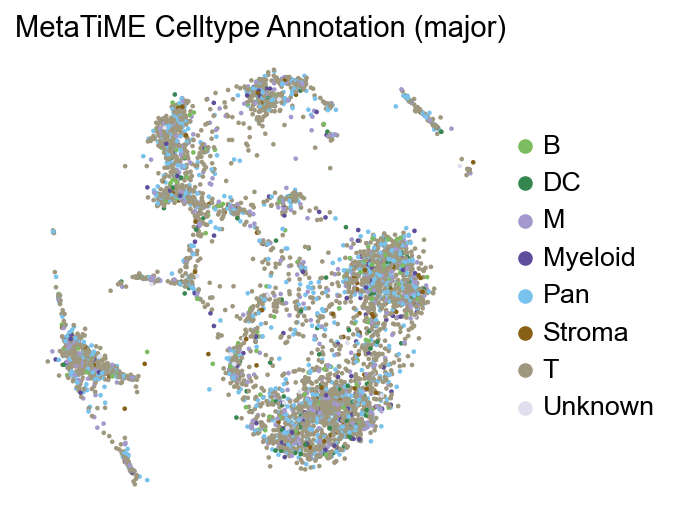 MetaTiME Celltype Annotation (major)
B
DC
M
Myeloid
Pan
Stroma
T
Unknown